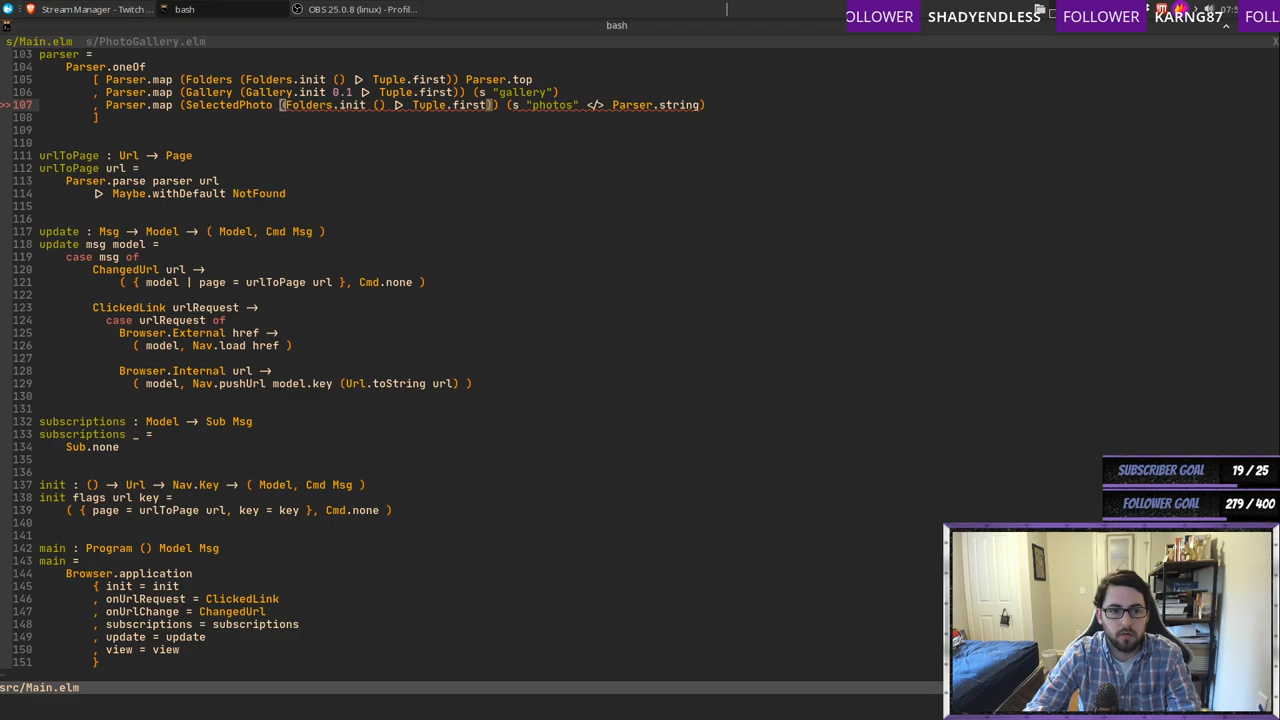 Stream Manager - Twitch
bash
OBS 25.0.8 (linux) - Profil...
07:5
FOLLOWER SHADYENDLESS FOLLOWER KARNG87 FOLL
bash
s/Main.elm s/PhotoGallery.elm X
103 parser =
104 Parser.oneOf
105 [ Parser.map (Folders (Folders.init () ▷ Tuple.first)) Parser.top
106 , Parser.map (Gallery (Gallery.init 0.1 ▷ Tuple.first)) (s "gallery")
>>107 , Parser.map (SelectedPhoto (Folders.init () ▷ Tuple.first)) (s "photos" </> Parser.string)
108 ]
109
110
111 urlToPage : Url → Page
112 urlToPage url =
113 Parser.parse parser url
114 ▷ Maybe.withDefault NotFound
115
116
117 update : Msg → Model → ( Model, Cmd Msg )
118 update msg model =
119 case msg of
120 ChangedUrl url →
121 ( { model | page = urlToPage url }, Cmd.none )
122
123 ClickedLink urlRequest →
124 case urlRequest of
125 Browser.External href →
126 ( model, Nav.load href )
127
128 Browser.Internal url →
129 ( model, Nav.pushUrl model.key (Url.toString url) )
130
131
132 subscriptions : Model → Sub Msg
133 subscriptions _ =
134 Sub.none
135
136
137 init : () → Url → Nav.Key → ( Model, Cmd Msg )
138 init flags url key =
139 ( { page = urlToPage url, key = key }, Cmd.none )
140
141
142 main : Program () Model Msg
143 main =
144 Browser.application
145 { init = init
146 , onUrlRequest = ClickedLink
147 , onUrlChange = ChangedUrl
148 , subscriptions = subscriptions
149 , update = update
150 , view = view
151 }
src/Main.elm
SUBSCRIBER GOAL 19 / 25
FOLLOWER GOAL 279 / 400